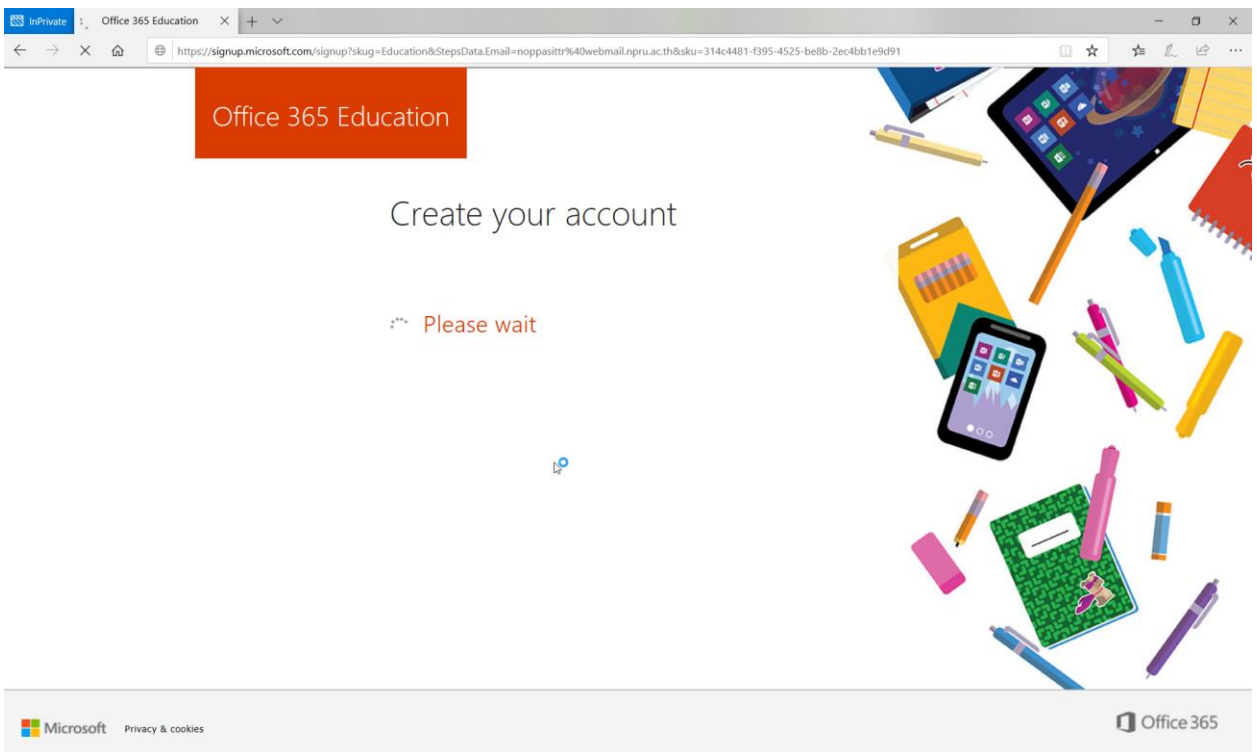 InPrivate
Office 365 Education
https://signup.microsoft.com/signup?skug=Education&StepsData.Email=noppasittr%40webmail.npru.ac.th&sku=314c4481-f395-4525-be8b-2ec4bb1e9d91
Office 365 Education
Create your account
Please wait
Microsoft Privacy & cookies
Office 365